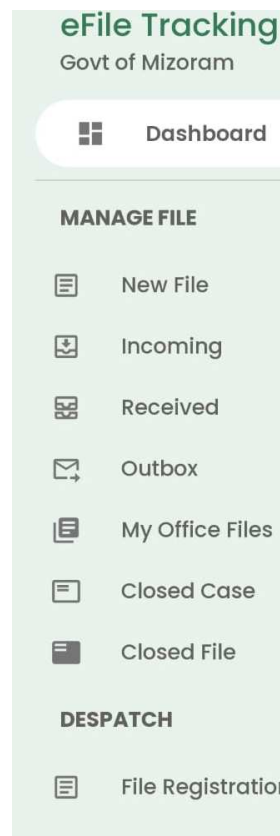 eFile Tracking
Govt of Mizoram
Dashboard
MANAGE FILE
New File
Incoming
Received
Outbox
My Office Files
Closed Case
Closed File
DESPATCH
File Registration